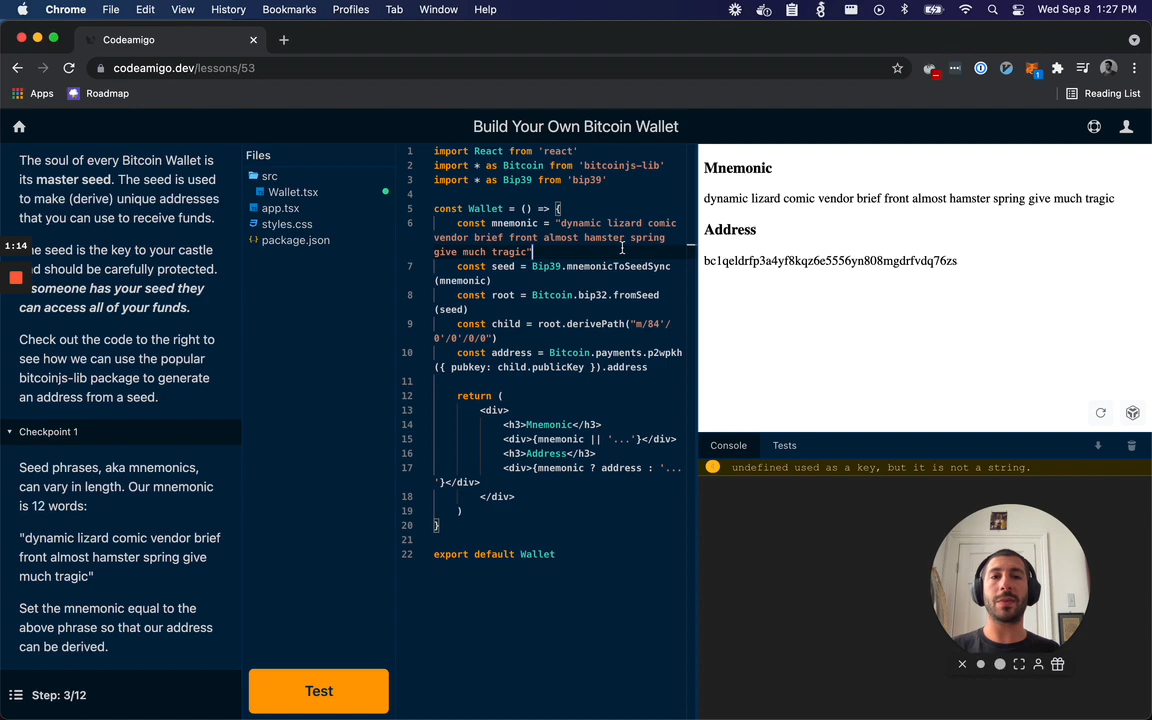 Chrome File Edit View History Bookmarks Profiles Tab Window Help Wed Sep 8 1:27 PM
Codeamigo
codeamigo.dev/lessons/53
1
Apps Roadmap Reading List
Build Your Own Bitcoin Wallet
The soul of every Bitcoin Wallet is
its master seed. The seed is used
to make (derive) unique addresses
that you can use to receive funds.
1:14
he seed is the key to your castle
d should be carefully protected.
someone has your seed they
can access all of your funds.
Check out the code to the right to
see how we can use the popular
bitcoinjs-lib package to generate
an address from a seed.
Checkpoint 1
Seed phrases, aka mnemonics,
can vary in length. Our mnemonic
is 12 words:
"dynamic lizard comic vendor brief
front almost hamster spring give
much tragic"
Set the mnemonic equal to the
above phrase so that our address
can be derived.
Step: 3/12
Files
src
Wallet.tsx
app.tsx
styles.css
package.json
Test
1 import React from 'react'
2 import * as Bitcoin from 'bitcoinjs-lib'
3 import * as Bip39 from 'bip39'
4
5 const Wallet = () => {
6 const mnemonic = "dynamic lizard comic
vendor brief front almost hamster spring
give much tragic"
7 const seed = Bip39.mnemonicToSeedSync
(mnemonic)
8 const root = Bitcoin.bip32.fromSeed
(seed)
9 const child = root.derivePath("m/84'/
0'/0'/0/0")
10 const address = Bitcoin.payments.p2wpkh
({ pubkey: child.publicKey }).address
11
12 return (
13 <div>
14 <h3>Mnemonic</h3>
15 <div>{mnemonic || '...'}</div>
16 <h3>Address</h3>
17 <div>{mnemonic ? address : '...
'}</div>
18 </div>
19 )
20 }
21
22 export default Wallet
Mnemonic
dynamic lizard comic vendor brief front almost hamster spring give much tragic
Address
bc1qeldrfp3a4yf8kqz6e5556yn808mgdrfvdq76zs
Console Tests
undefined used as a key, but it is not a string.